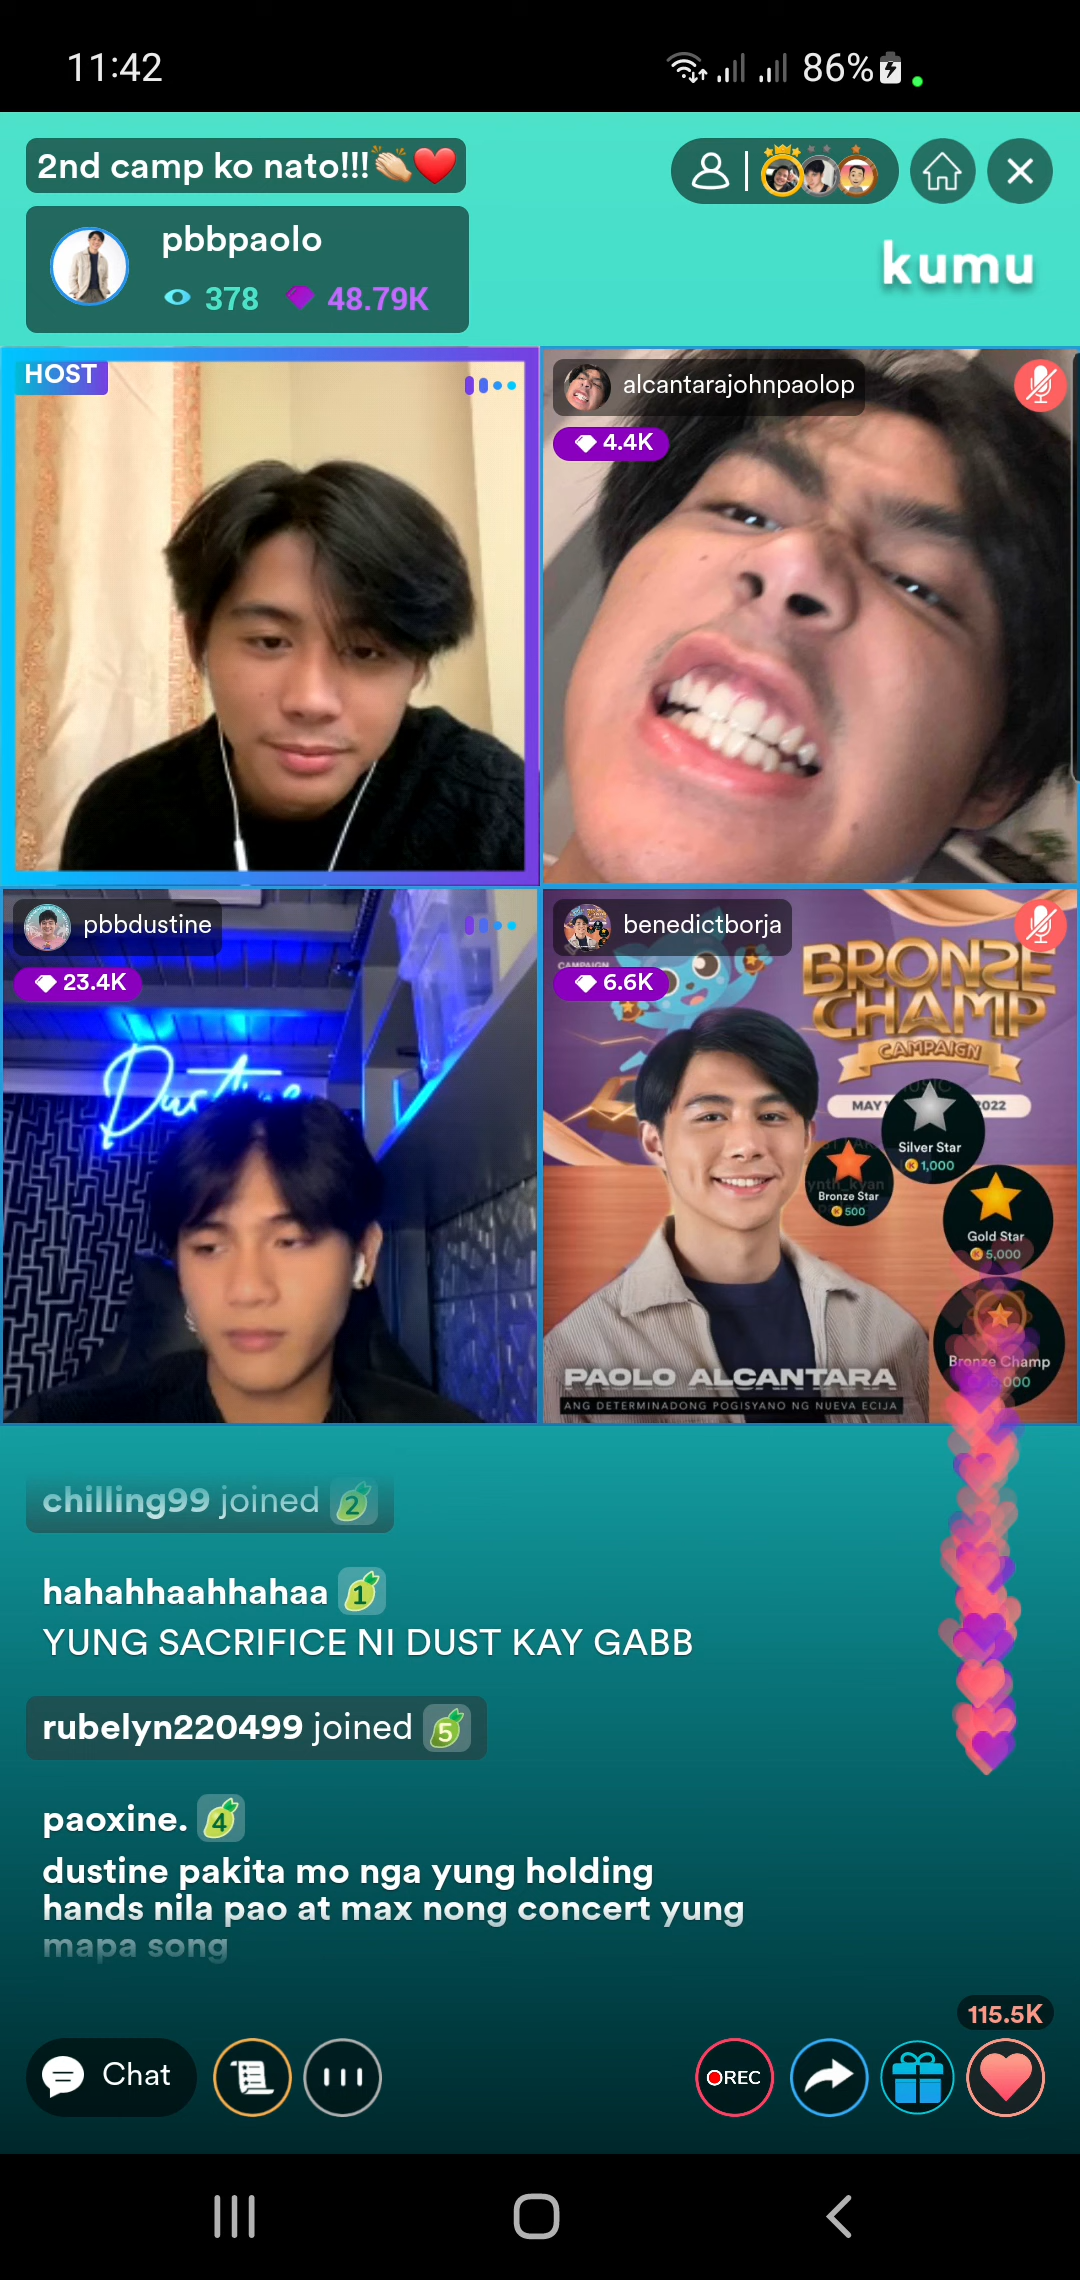 11:42
86%
2nd camp ko nato!!!👏🏻❤️
pbbpaolo
378 48.79K
kumu
HOST
alcantarajohnpaolop
4.4K
pbbdustine
23.4K
Dustine
benedictborja
6.6K
CAMPAIGN
BRONZE
CHAMP
CAMPAIGN
MAY
2022
Silver Star
1,000
Bronze Star
500
Gold Star
5,000
Bronze Champ
PAOLO ALCANTARA
ANG DETERMINADONG POGISYANO NG NUEVA ECIJA
chilling99 joined 2
hahahhaahhahaa 1
YUNG SACRIFICE NI DUST KAY GABB
rubelyn220499 joined 5
paoxine. 4
dustine pakita mo nga yung holding
hands nila pao at max nong concert yung
mapa song
115.5K
Chat
REC